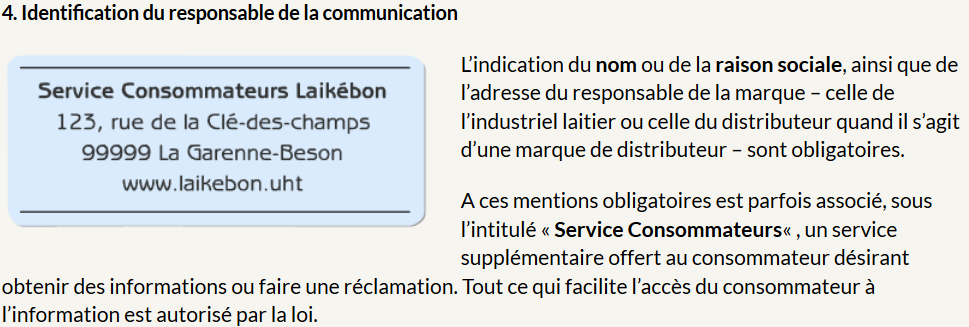 4. Identification du responsable de la communication
Service Consommateurs Laikébon
123, rue de la Clé-des-champs
99999 La Garenne-Beson
www.laikebon.uht
L’indication du nom ou de la raison sociale, ainsi que de
l’adresse du responsable de la marque – celle de
l’industriel laitier ou celle du distributeur quand il s’agit
d’une marque de distributeur – sont obligatoires.
A ces mentions obligatoires est parfois associé, sous
l’intitulé « Service Consommateurs« , un service
supplémentaire offert au consommateur désirant
obtenir des informations ou faire une réclamation. Tout ce qui facilite l’accès du consommateur à
l’information est autorisé par la loi.